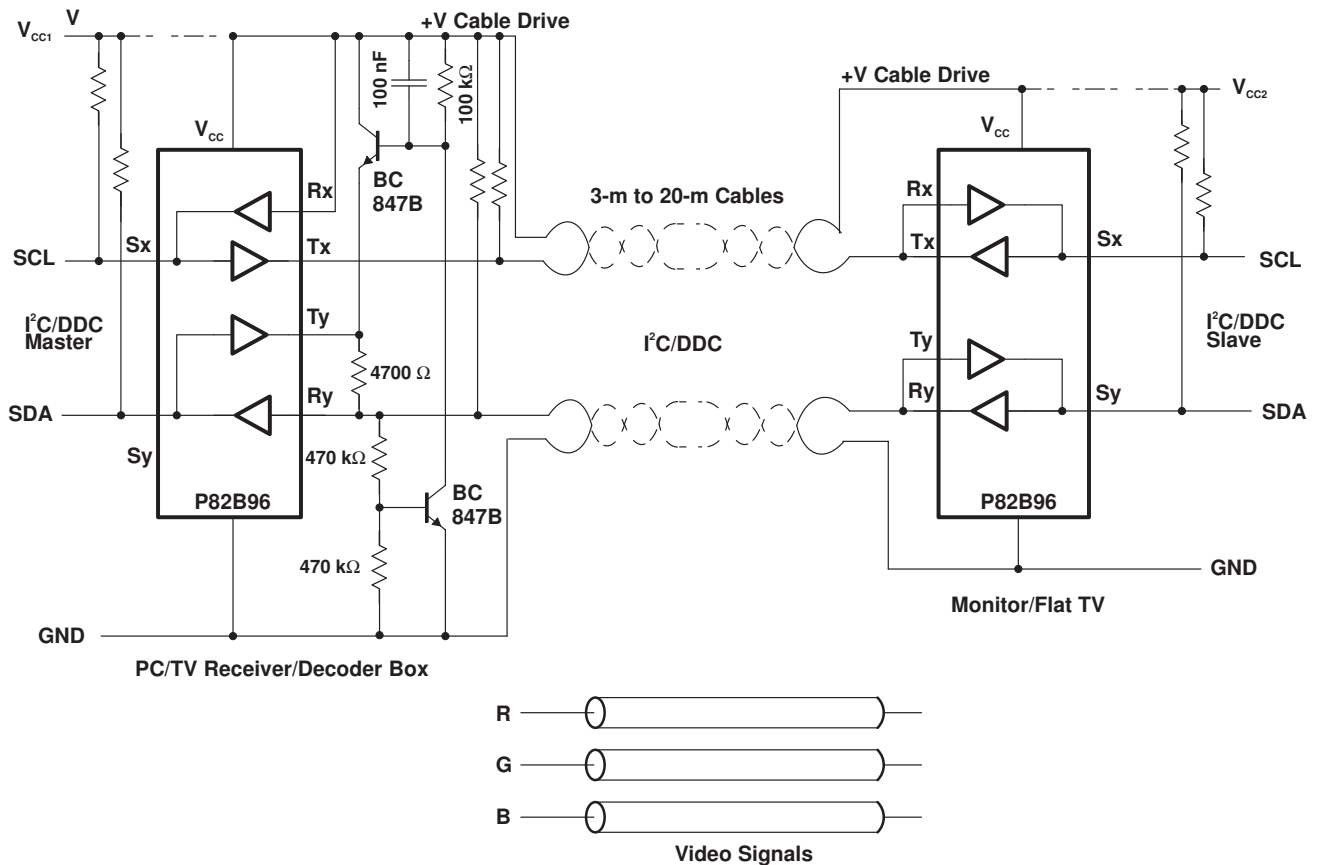 V
V_CC1
+V Cable Drive
100 nF
100 kΩ
+V Cable Drive
V_CC2
V_CC
V_CC
BC
847B
Rx
3-m to 20-m Cables
Rx
Sx
Tx
Tx
Sx
SCL
SCL
I²C/DDC
Master
Ty
I²C/DDC
I²C/DDC
Slave
4700 Ω
Ty
SDA
Ry
Ry
Sy
SDA
Sy
470 kΩ
BC
847B
P82B96
P82B96
470 kΩ
GND
Monitor/Flat TV
GND
PC/TV Receiver/Decoder Box
R
G
B
Video Signals